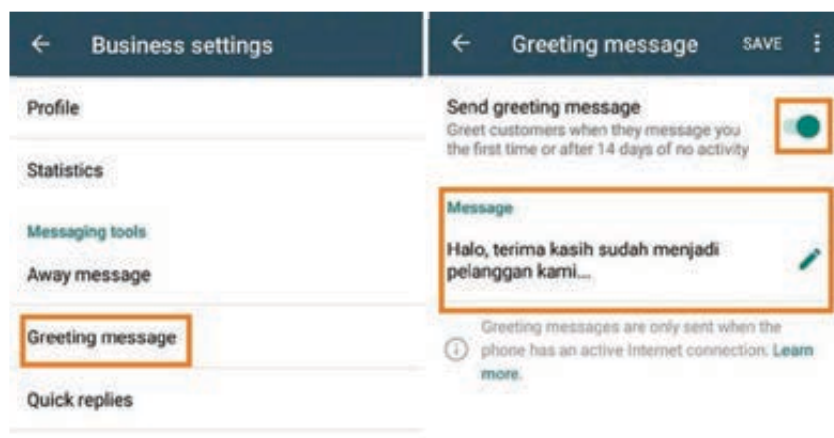 Business settings
Profile
Statistics
Messaging tools
Away message
Greeting message
Quick replies
Greeting message SAVE
Send greeting message
Greet customers when they message you
the first time or after 14 days of no activity
Message
Halo, terima kasih sudah menjadi
pelanggan kami...
Greeting messages are only sent when the
phone has an active Internet connection. Learn
more.